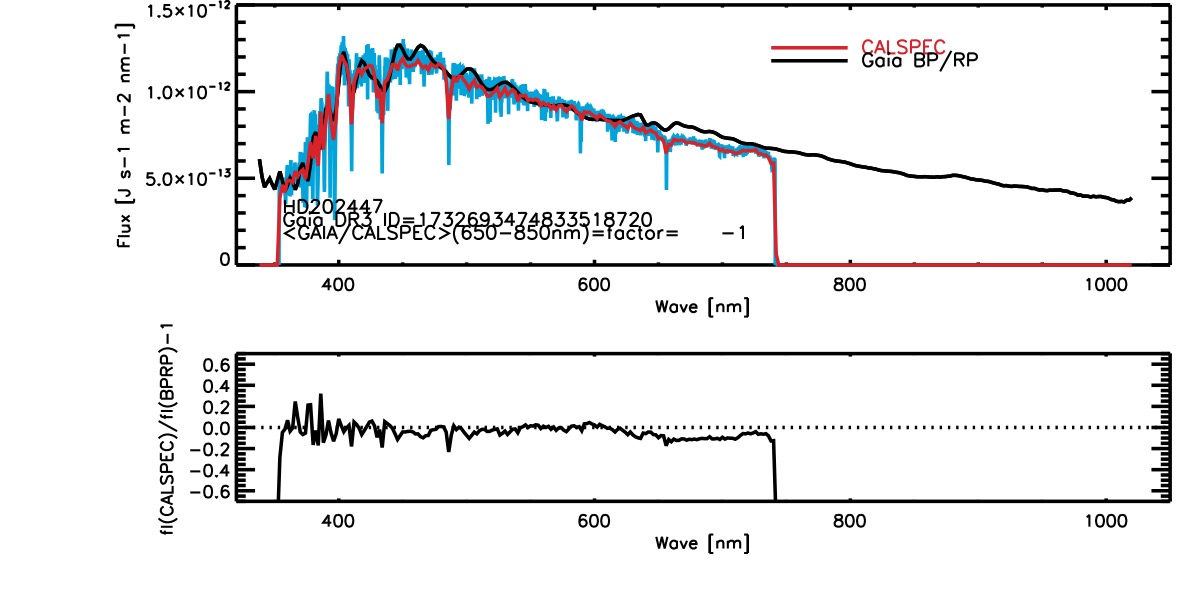 1.5×10−12
1.0×10−12
5.0×10−13
0
Flux [J s−1 m−2 nm−1]
CALSPEC
Gaia BP/RP
HD202447
Gaia DR3 ID=1732693474833518720
<GAIA/CALSPEC>(650−850nm)=factor= −1
400 600 800 1000
Wave [nm]
fl(CALSPEC)/fl(BPRP)−1
0.6
0.4
0.2
0.0
−0.2
−0.4
−0.6
400 600 800 1000
Wave [nm]